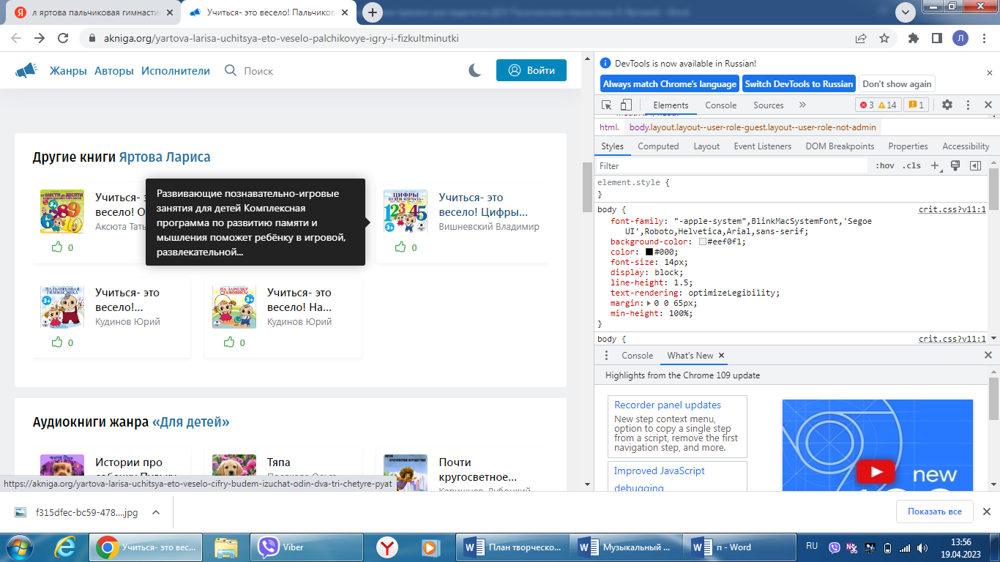 л яртова пальчиковая гимнасти
Учиться- это весело! Пальчиков
akniga.org/yartova-larisa-uchitsya-eto-veselo-palchikovye-igry-i-fizkultminutki
Л
Жанры Авторы Исполнители Поиск Войти
Другие книги Яртова Лариса
Учиться- э
весело! О
Аксюта Тать
0
Развивающие познавательно-игровые
занятия для детей Комплексная
программа по развитию памяти и
мышления поможет ребёнку в игровой,
развлекательной...
ЦИФРЫ
БУДЕМ ИЗУЧАТЬ-
Учиться- это
весело! Цифры...
Вишневский Владимир
0
ПАЛЬЧИКОВАЯ
ГИМНАСТИКА
3+
Учиться- это
весело!...
Кудинов Юрий
0
НА ЗАРЯДКУ
СТАНОВИСЬ!
3+
Учиться- это
весело! На...
Кудинов Юрий
0
Аудиокниги жанра «Для детей»
Истории про
Тяпа
Почти
кругосветное...
https://akniga.org/yartova-larisa-uchitsya-eto-veselo-cifry-budem-izuchat-odin-dva-tri-chetyre-pyat
DevTools is now available in Russian!
Always match Chrome's language Switch DevTools to Russian Don't show again
Elements Console Sources » 3 14 1
html. body.layout.layout--user-role-guest.layout--user-role-not-admin
Styles Computed Layout Event Listeners DOM Breakpoints Properties Accessibility
Filter :hov .cls
element.style {
}
body { crit.css?v11:1
font-family: "-apple-system",BlinkMacSystemFont,'Segoe
UI',Roboto,Helvetica,Arial,sans-serif;
background-color: #eef0f1;
color: #000;
font-size: 14px;
display: block;
line-height: 1.5;
text-rendering: optimizeLegibility;
margin: 0 0 65px;
min-height: 100%;
}
body { crit.css?v11:1
Console What's New
Highlights from the Chrome 109 update
Recorder panel updates
New step context menu,
option to copy a single step
from a script, remove the first
navigation step, and more.
Improved JavaScript
debugging
new
f315dfec-bc59-478....jpg
Показать все
Учиться- это вес...
Viber
План творческо...
Музыкальный ...
п - Word
RU
13:56
19.04.2023